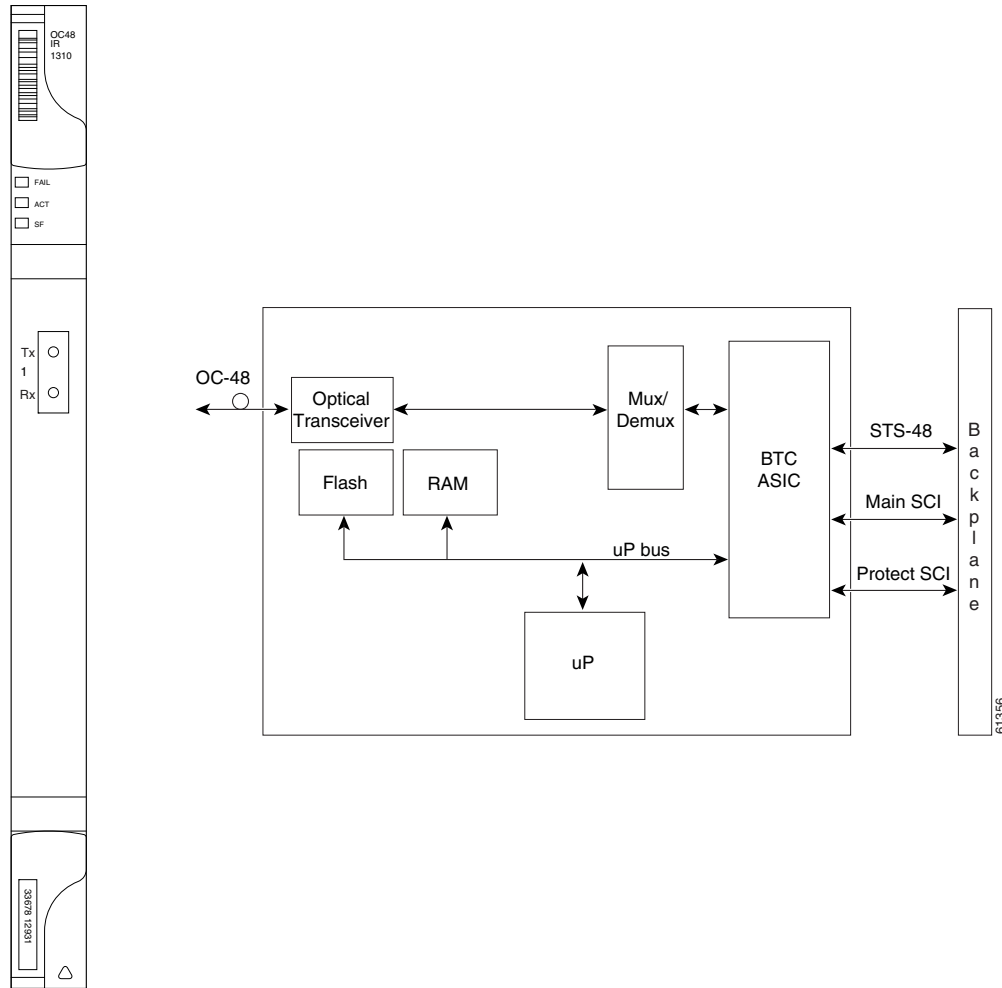 OC48
IR
1310
FAIL
ACT
SF
Tx
1
Rx
33678 12931
OC-48
Optical
Transceiver
Mux/
Demux
Flash
RAM
BTC
ASIC
uP bus
uP
STS-48
Main SCI
Protect SCI
Backplane
61356